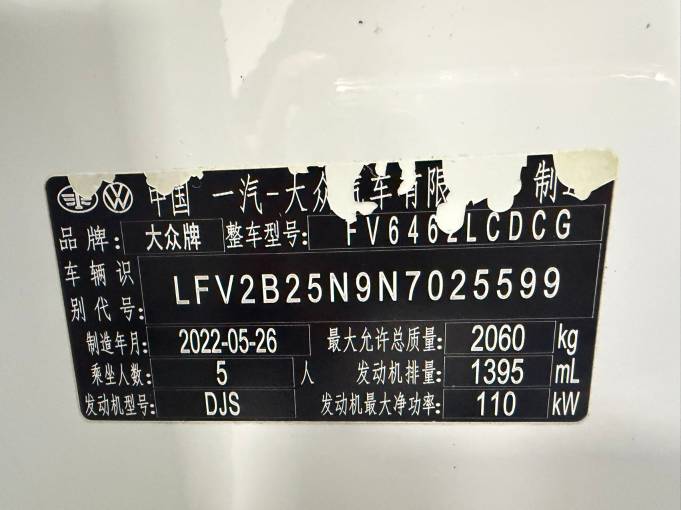 中国 一汽-大众汽车有限 制
品牌: 大众牌 整车型号: FV6462LCDCG
车辆识别代号: LFV2B25N9N7025599
制造年月: 2022-05-26 最大允许总质量: 2060 kg
乘坐人数: 5 人 发动机排量: 1395 mL
发动机型号: DJS 发动机最大净功率: 110 kW